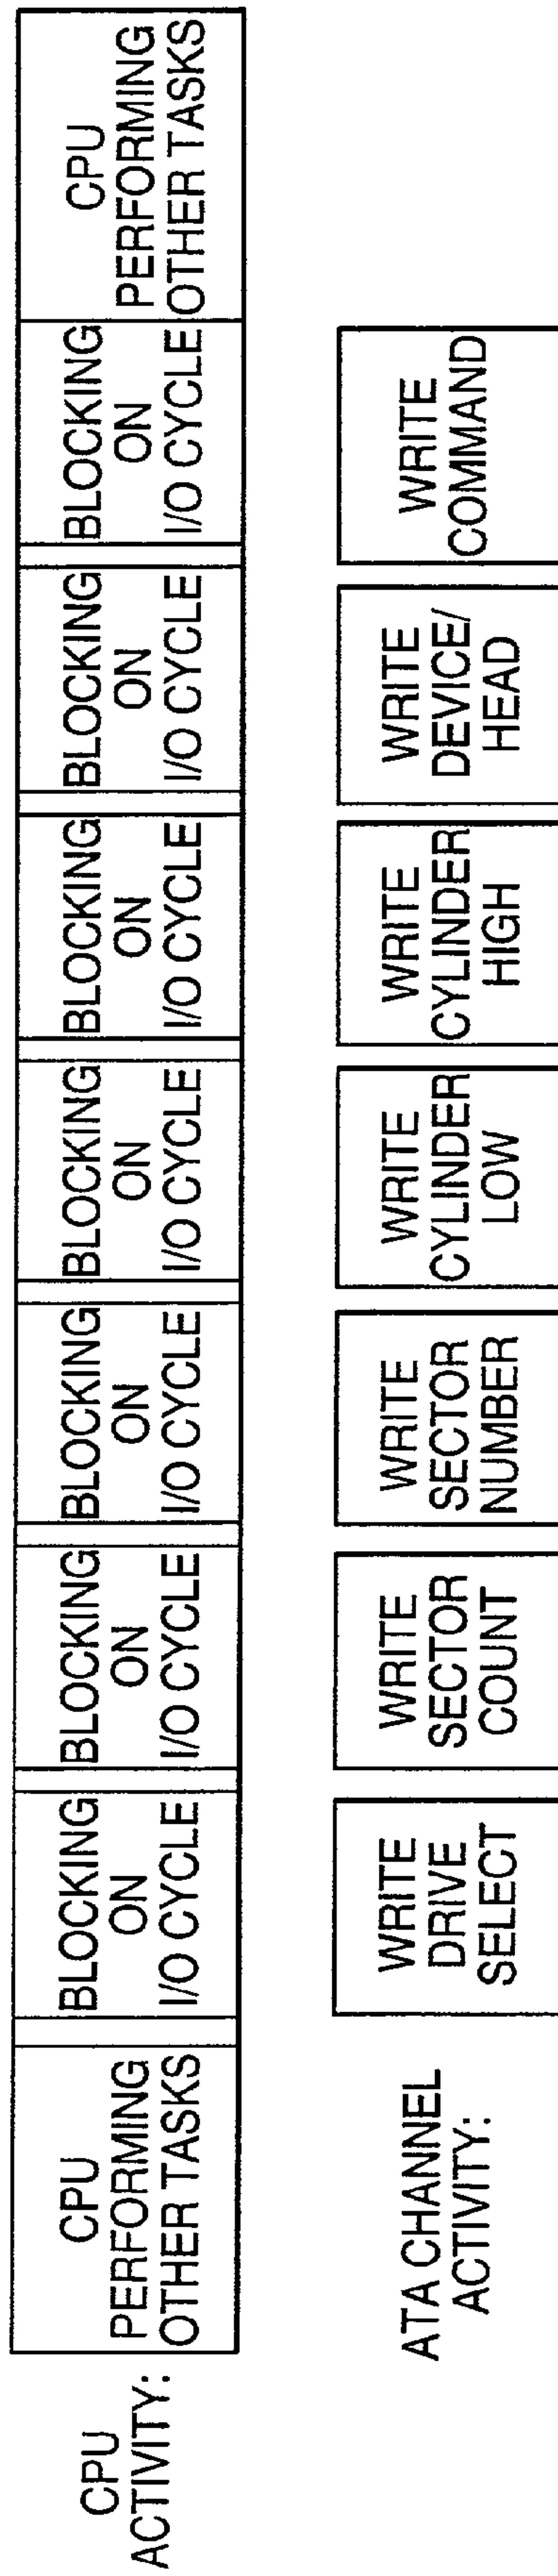 CPU
ACTIVITY:
CPU
PERFORMING
OTHER TASKS
BLOCKING
ON
I/O CYCLE
BLOCKING
ON
I/O CYCLE
BLOCKING
ON
I/O CYCLE
BLOCKING
ON
I/O CYCLE
BLOCKING
ON
I/O CYCLE
BLOCKING
ON
I/O CYCLE
BLOCKING
ON
I/O CYCLE
CPU
PERFORMING
OTHER TASKS
ATA CHANNEL
ACTIVITY:
WRITE
DRIVE
SELECT
WRITE
SECTOR
COUNT
WRITE
SECTOR
NUMBER
WRITE
CYLINDER
LOW
WRITE
CYLINDER
HIGH
WRITE
DEVICE/
HEAD
WRITE
COMMAND